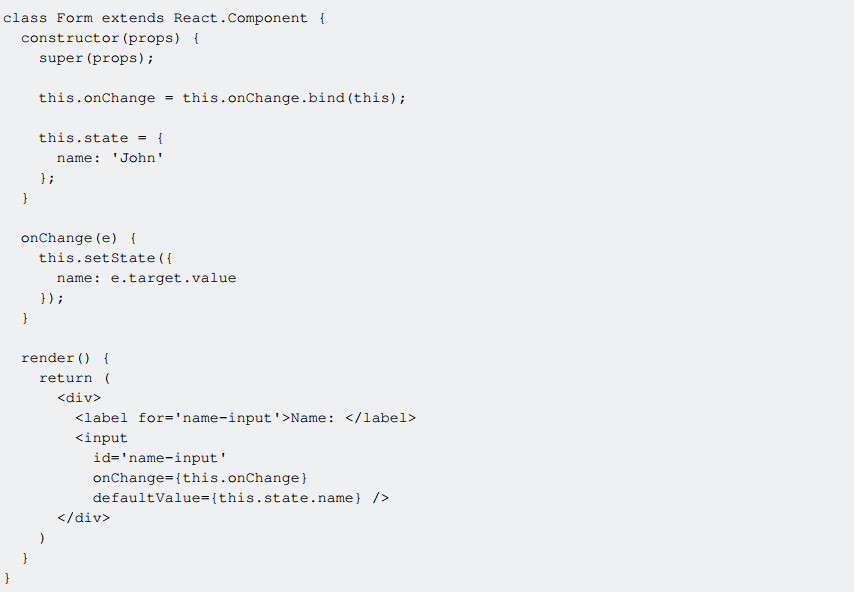 class Form extends React.Component {
  constructor(props) {
    super(props);

    this.onChange = this.onChange.bind(this);

    this.state = {
      name: 'John'
    };
  }

  onChange(e) {
    this.setState({
      name: e.target.value
    });
  }

  render() {
    return (
      <div>
        <label for='name-input'>Name: </label>
        <input
          id='name-input'
          onChange={this.onChange}
          defaultValue={this.state.name} />
      </div>
    )
  }
}